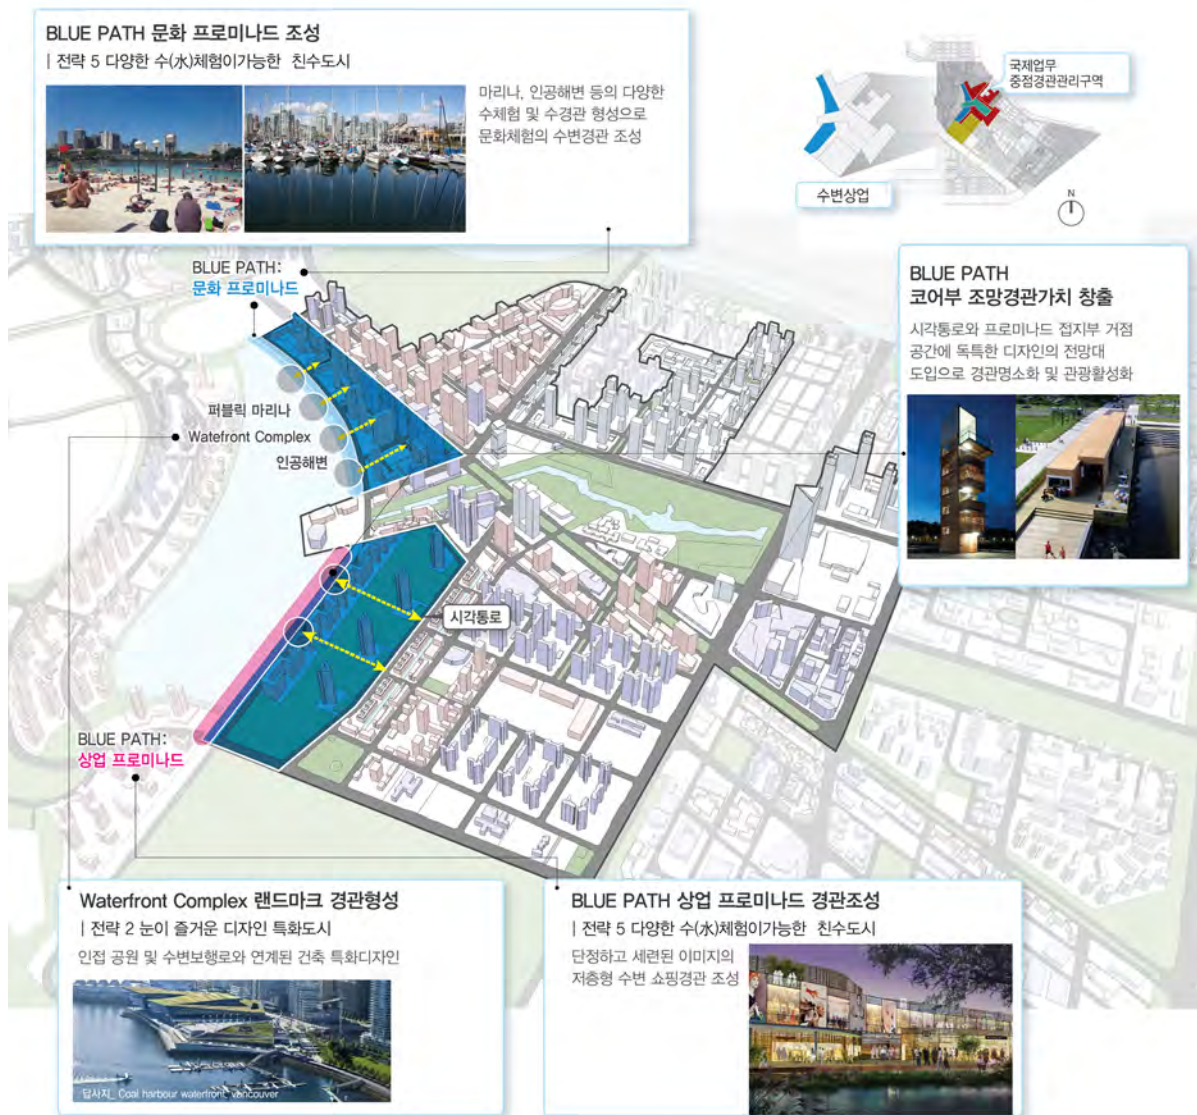 BLUE PATH 문화 프로미나드 조성
| 전략 5 다양한 수(水)체험이가능한 친수도시
마리나, 인공해변 등의 다양한
수체험 및 수경관 형성으로
문화체험의 수변경관 조성
국제업무
중점경관관리구역
수변상업
N
BLUE PATH:
문화 프로미나드
퍼블릭 마리나
Watefront Complex
인공해변
BLUE PATH
코어부 조망경관가치 창출
시각통로와 프로미나드 접지부 거점
공간에 독특한 디자인의 전망대
도입으로 경관명소화 및 관광활성화
시각통로
BLUE PATH:
상업 프로미나드
Waterfront Complex 랜드마크 경관형성
| 전략 2 눈이 즐거운 디자인 특화도시
인접 공원 및 수변보행로와 연계된 건축 특화디자인
답사지_ Coal harbour waterfront, vancouver
BLUE PATH 상업 프로미나드 경관조성
| 전략 5 다양한 수(水)체험이가능한 친수도시
단정하고 세련된 이미지의
저층형 수변 쇼핑경관 조성